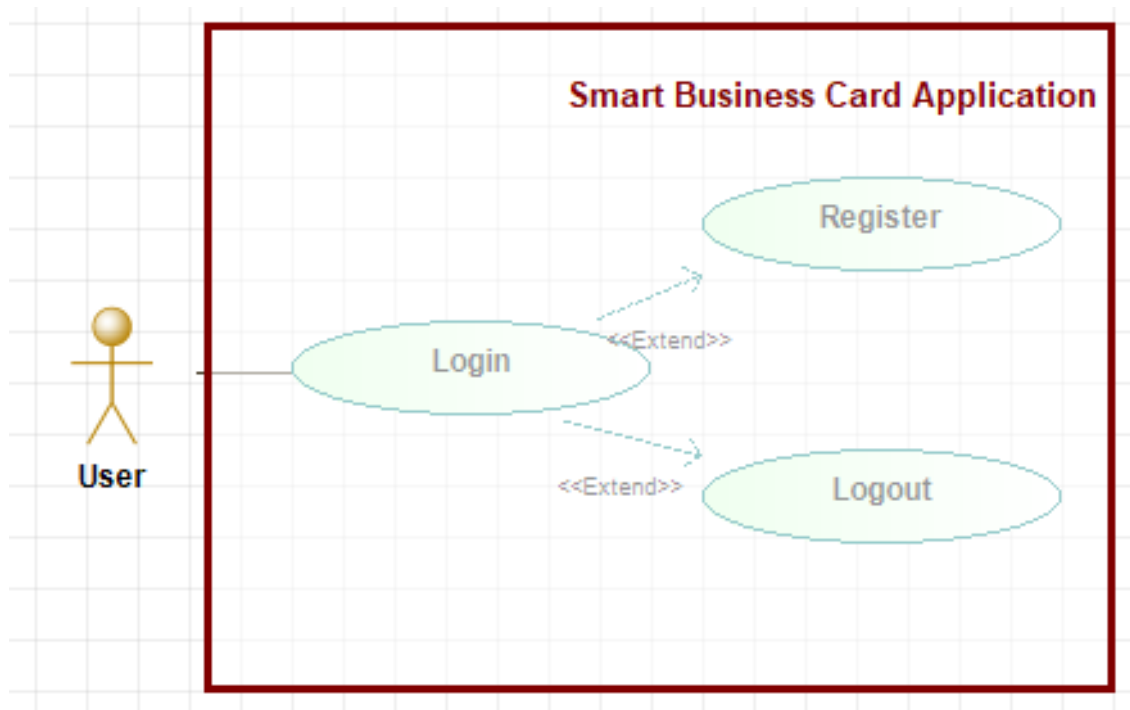 Smart Business Card Application
Register
<<Extend>>
Login
User
<<Extend>>
Logout